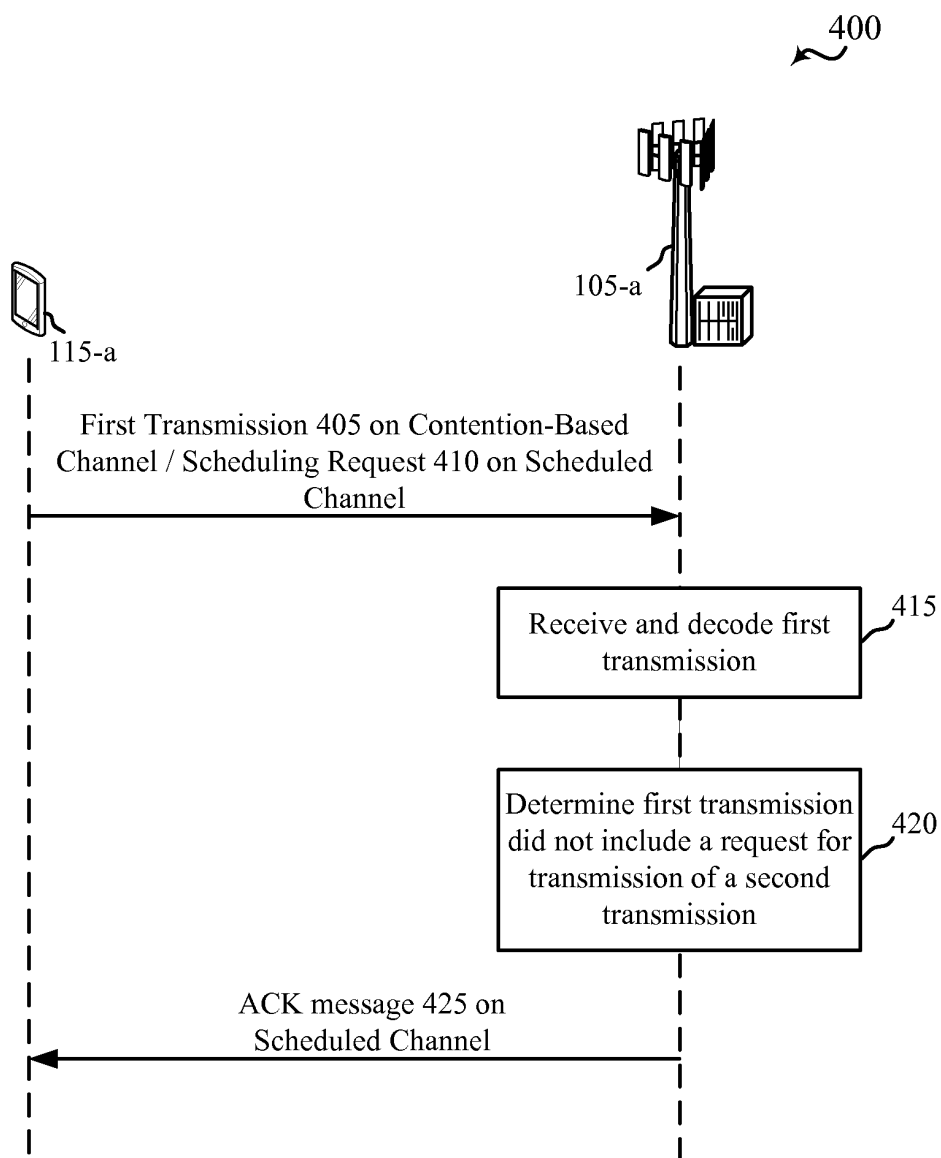 400
105-a
115-a
First Transmission 405 on Contention-Based
Channel / Scheduling Request 410 on Scheduled
Channel
415
Receive and decode first
transmission
420
Determine first transmission
did not include a request for
transmission of a second
transmission
ACK message 425 on
Scheduled Channel